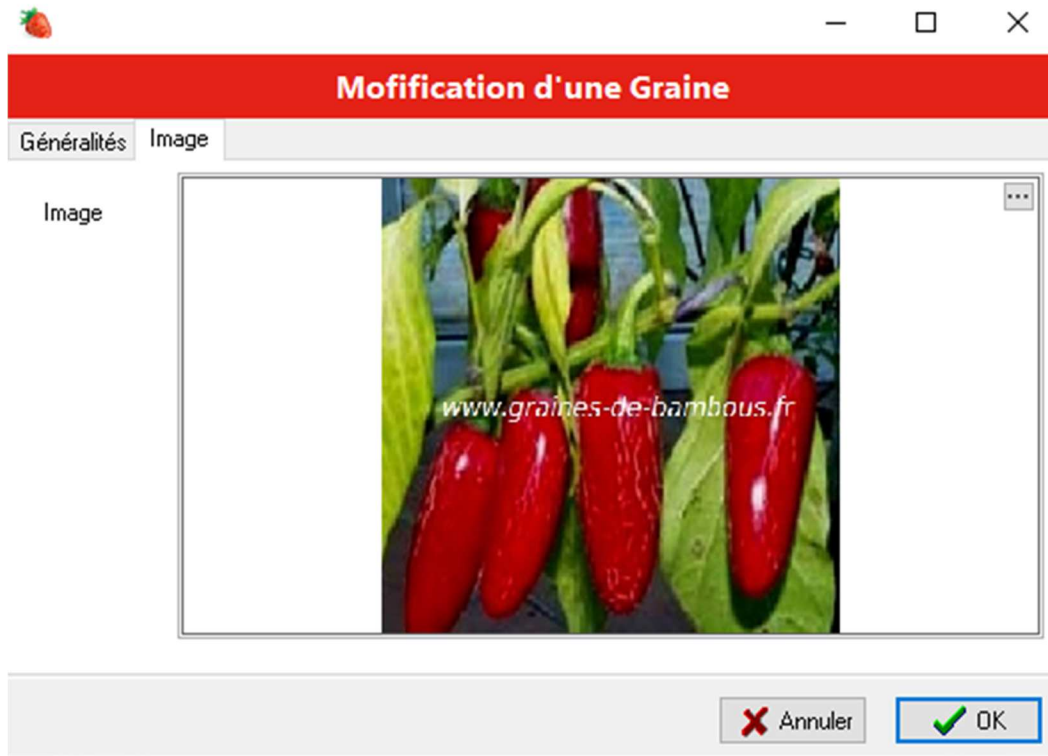 Mofification d'une Graine
Généralités Image
Image
...
www.graines-de-bambous.fr
Annuler OK